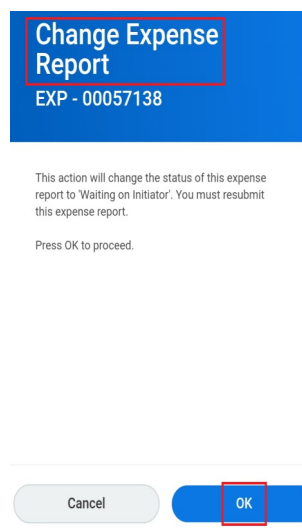 Change Expense
Report
EXP - 00057138
This action will change the status of this expense
report to 'Waiting on Initiator'. You must resubmit
this expense report.
Press OK to proceed.
Cancel
OK